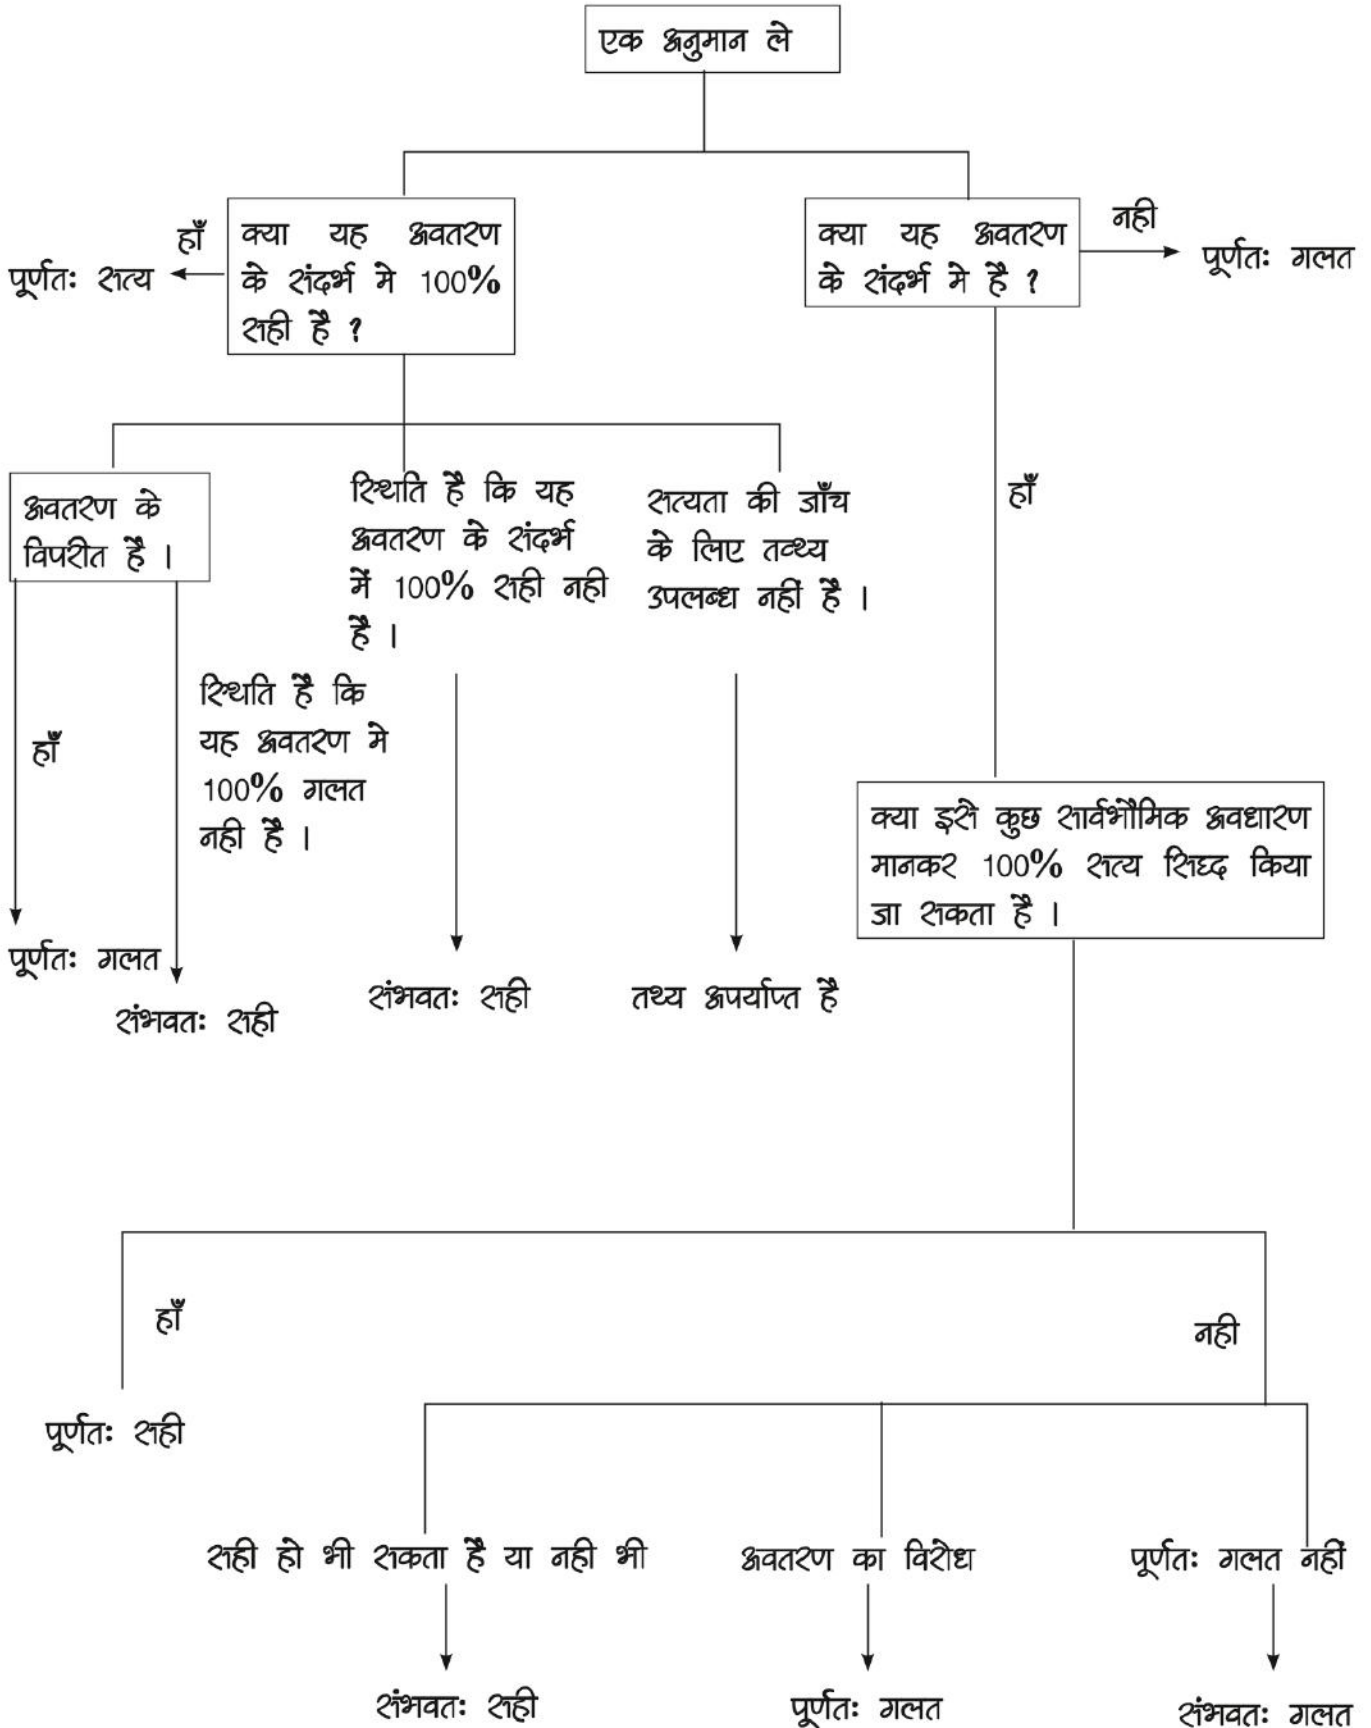 एक अनुमान ले
हाँ
पूर्णतः सत्य
क्या यह अवतरण
के संदर्भ मे 100%
सही है ?
क्या यह अवतरण
के संदर्भ मे है ?
नही
पूर्णतः गलत
अवतरण के
विपरीत है ।
स्थिति है कि यह
अवतरण के संदर्भ
में 100% सही नही
है ।
सत्यता की जाँच
के लिए तथ्य
उपलब्ध नहीं है ।
हाँ
हाँ
स्थिति है कि
यह अवतरण मे
100% गलत
नही है ।
क्या इसे कुछ सार्वभौमिक अवधारण
मानकर 100% सत्य सिध्द किया
जा सकता है ।
पूर्णतः गलत
संभवतः सही
संभवतः सही
तथ्य अपर्याप्त है
हाँ
नही
पूर्णतः सही
सही हो भी सकता है या नही भी
अवतरण का विरोध
पूर्णतः गलत नहीं
संभवतः सही
पूर्णतः गलत
संभवतः गलत